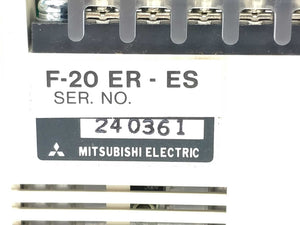 F-20 ER - ES
SER. NO.
240361
MITSUBISHI ELECTRIC